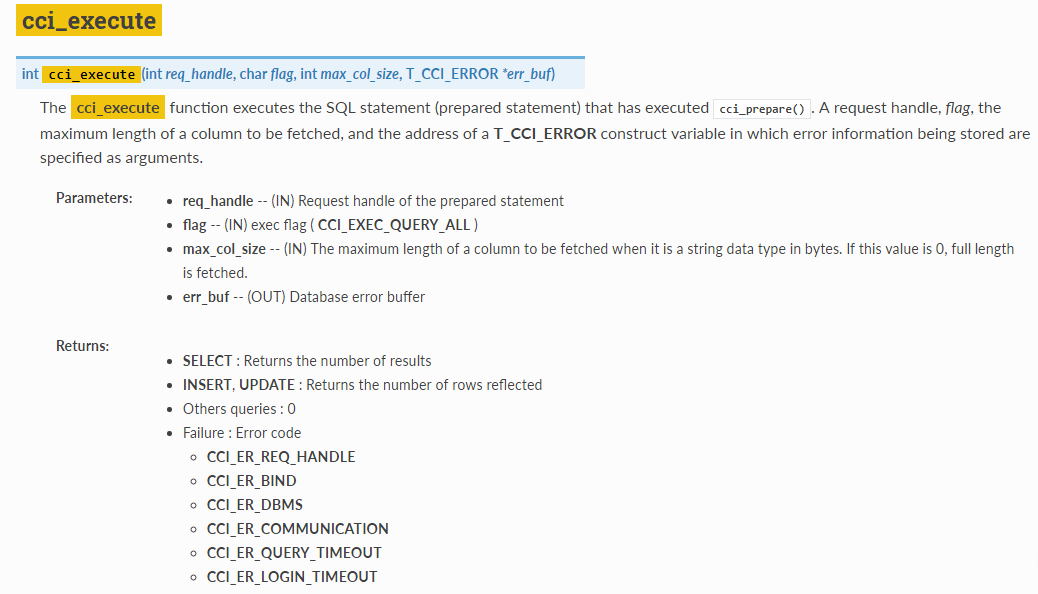 cci_execute
int cci_execute(int req_handle, char flag, int max_col_size, T_CCI_ERROR *err_buf)
The cci_execute function executes the SQL statement (prepared statement) that has executed cci_prepare(). A request handle, flag, the
maximum length of a column to be fetched, and the address of a T_CCI_ERROR construct variable in which error information being stored are
specified as arguments.
Parameters:
• req_handle -- (IN) Request handle of the prepared statement
• flag -- (IN) exec flag ( CCI_EXEC_QUERY_ALL )
• max_col_size -- (IN) The maximum length of a column to be fetched when it is a string data type in bytes. If this value is 0, full length
is fetched.
• err_buf -- (OUT) Database error buffer
Returns:
• SELECT : Returns the number of results
• INSERT, UPDATE : Returns the number of rows reflected
• Others queries : 0
• Failure : Error code
◦ CCI_ER_REQ_HANDLE
◦ CCI_ER_BIND
◦ CCI_ER_DBMS
◦ CCI_ER_COMMUNICATION
◦ CCI_ER_QUERY_TIMEOUT
◦ CCI_ER_LOGIN_TIMEOUT